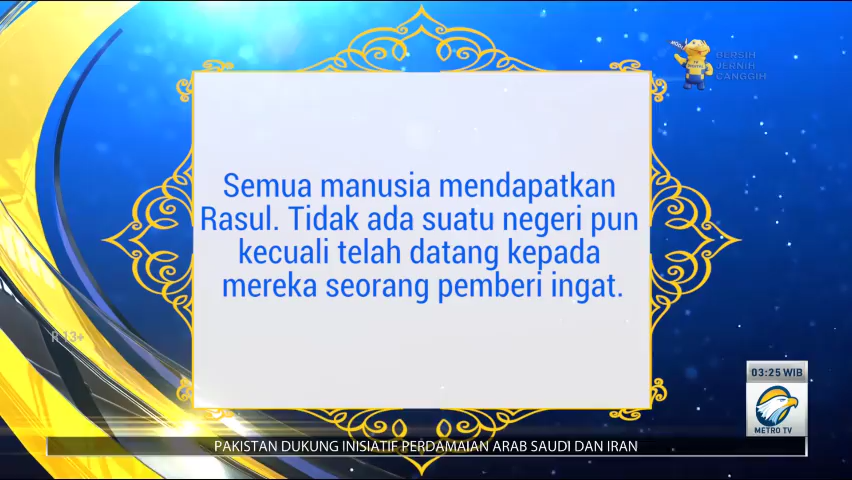 BERSIH
JERNIH
CANGGIH
Semua manusia mendapatkan
Rasul. Tidak ada suatu negeri pun
kecuali telah datang kepada
mereka seorang pemberi ingat.
R 13+
03:25 WIB
METRO TV
PAKISTAN DUKUNG INISIATIF PERDAMAIAN ARAB SAUDI DAN IRAN